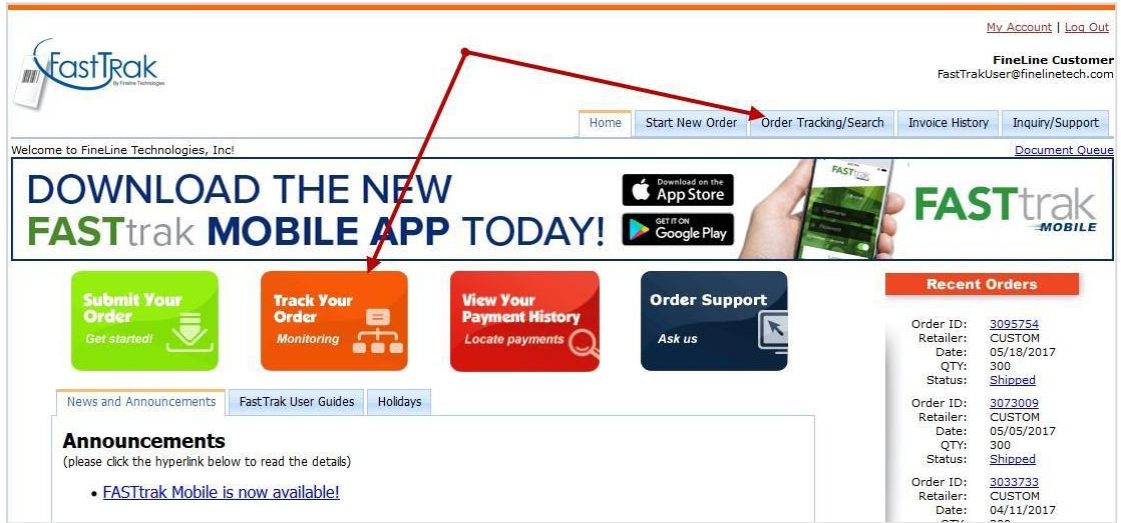 My Account | Log Out
FastTrak
By Fineline Technologies
FineLine Customer
FastTrakUser@finelinetech.com
Home Start New Order Order Tracking/Search Invoice History Inquiry/Support
Welcome to FineLine Technologies, Inc!
Document Queue
DOWNLOAD THE NEW
FASTtrak MOBILE APP TODAY!
Download on the
App Store
GET IT ON
Google Play
FASTtrak
FASTtrak
MOBILE
Submit Your
Order
Get started!
Track Your
Order
Monitoring
View Your
Payment History
Locate payments
Order Support
Ask us
News and Announcements FastTrak User Guides Holidays
Announcements
(please click the hyperlink below to read the details)
• FASTtrak Mobile is now available!
Recent Orders
Order ID: 3095754
Retailer: CUSTOM
Date: 05/18/2017
QTY: 300
Status: Shipped
Order ID: 3073009
Retailer: CUSTOM
Date: 05/05/2017
QTY: 300
Status: Shipped
Order ID: 3033733
Retailer: CUSTOM
Date: 04/11/2017